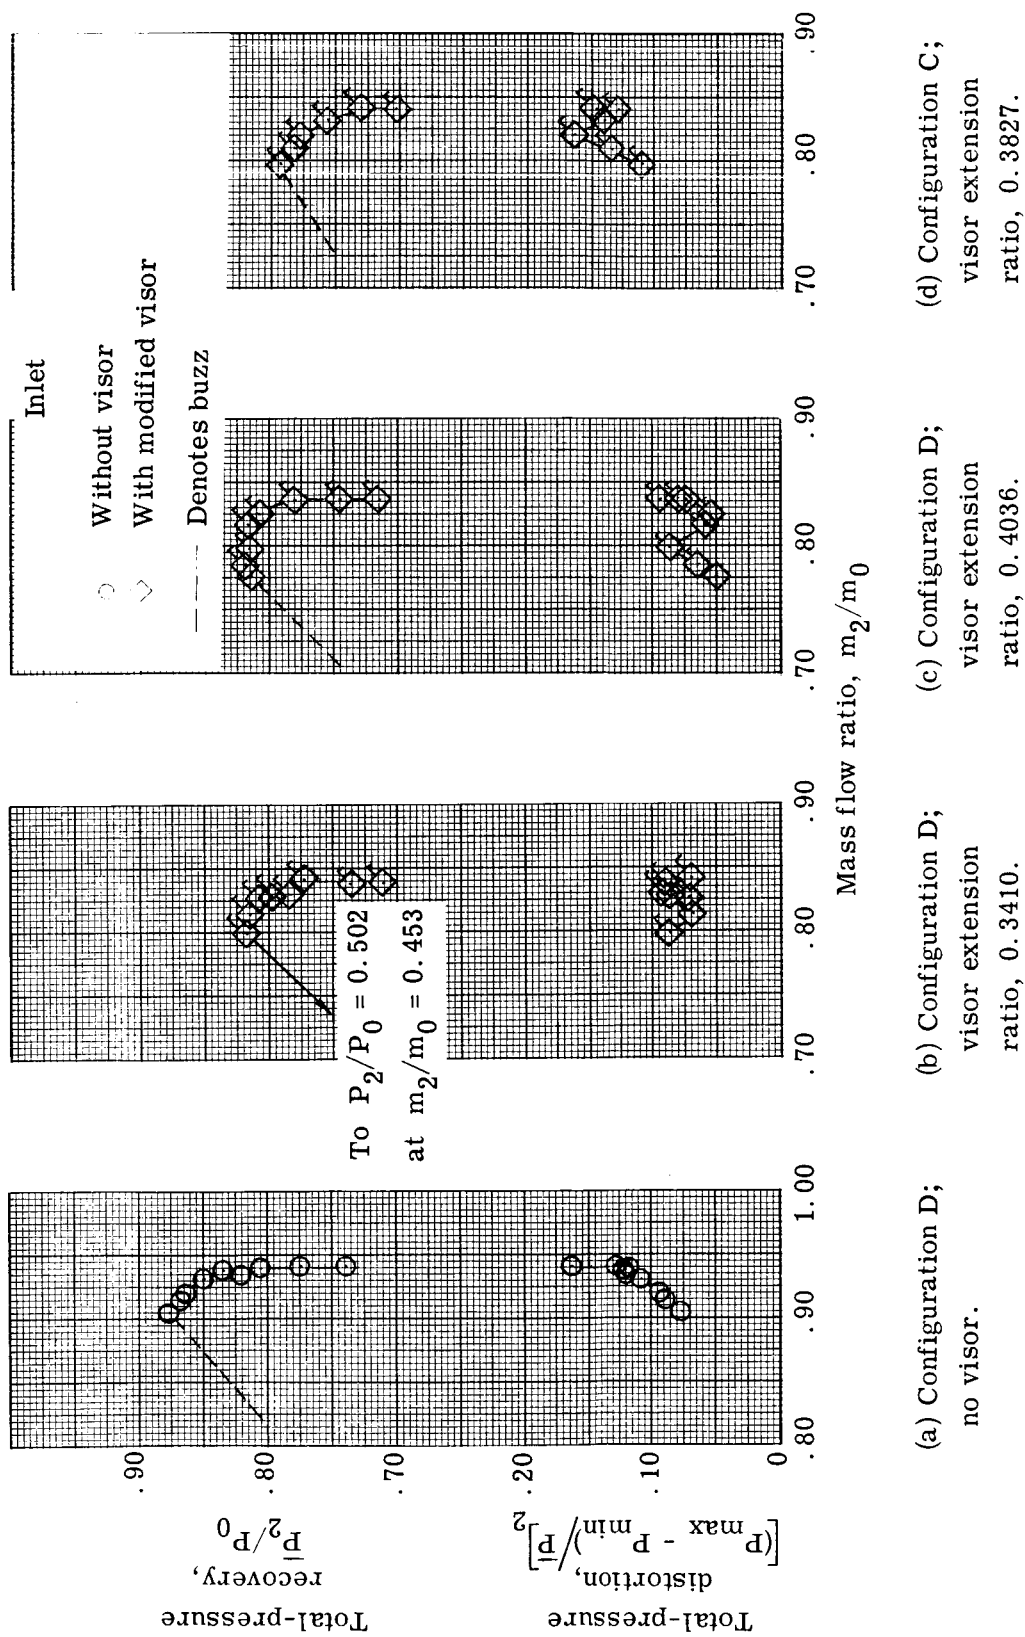 Total-pressure
recovery,
P̅2/P0
.90
.80
.70
Total-pressure
distortion,
[(Pmax - Pmin)/P̅]2
.20
.10
0
Inlet
Without visor
With modified visor
Denotes buzz
To P2/P0 = 0.502
at m2/m0 = 0.453
.80
.90
1.00
.70
.80
.90
.70
.80
.90
.70
.80
.90
Mass flow ratio, m2/m0
(a) Configuration D;
no visor.
(b) Configuration D;
visor extension
ratio, 0.3410.
(c) Configuration D;
visor extension
ratio, 0.4036.
(d) Configuration C;
visor extension
ratio, 0.3827.